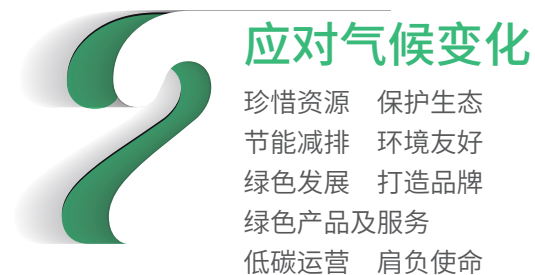 应对气候变化
珍惜资源 保护生态
节能减排 环境友好
绿色发展 打造品牌
绿色产品及服务
低碳运营 肩负使命